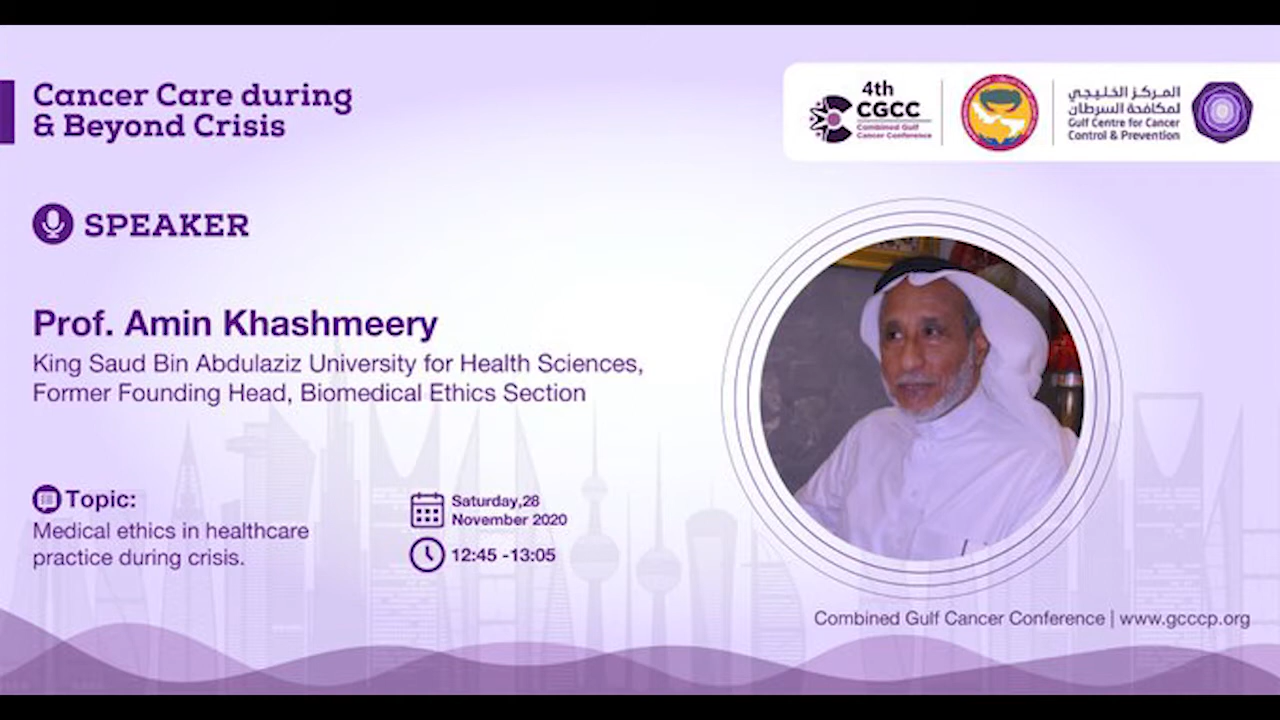 Cancer Care during
& Beyond Crisis
4th
CGCC
Combined Gulf
Cancer Conference
المركز الخليجي
لمكافحة السرطان
Gulf Centre for Cancer
Control & Prevention
SPEAKER
Prof. Amin Khashmeery
King Saud Bin Abdulaziz University for Health Sciences,
Former Founding Head, Biomedical Ethics Section
Topic:
Medical ethics in healthcare
practice during crisis.
Saturday,28
November 2020
12:45 -13:05
Combined Gulf Cancer Conference | www.gcccp.org